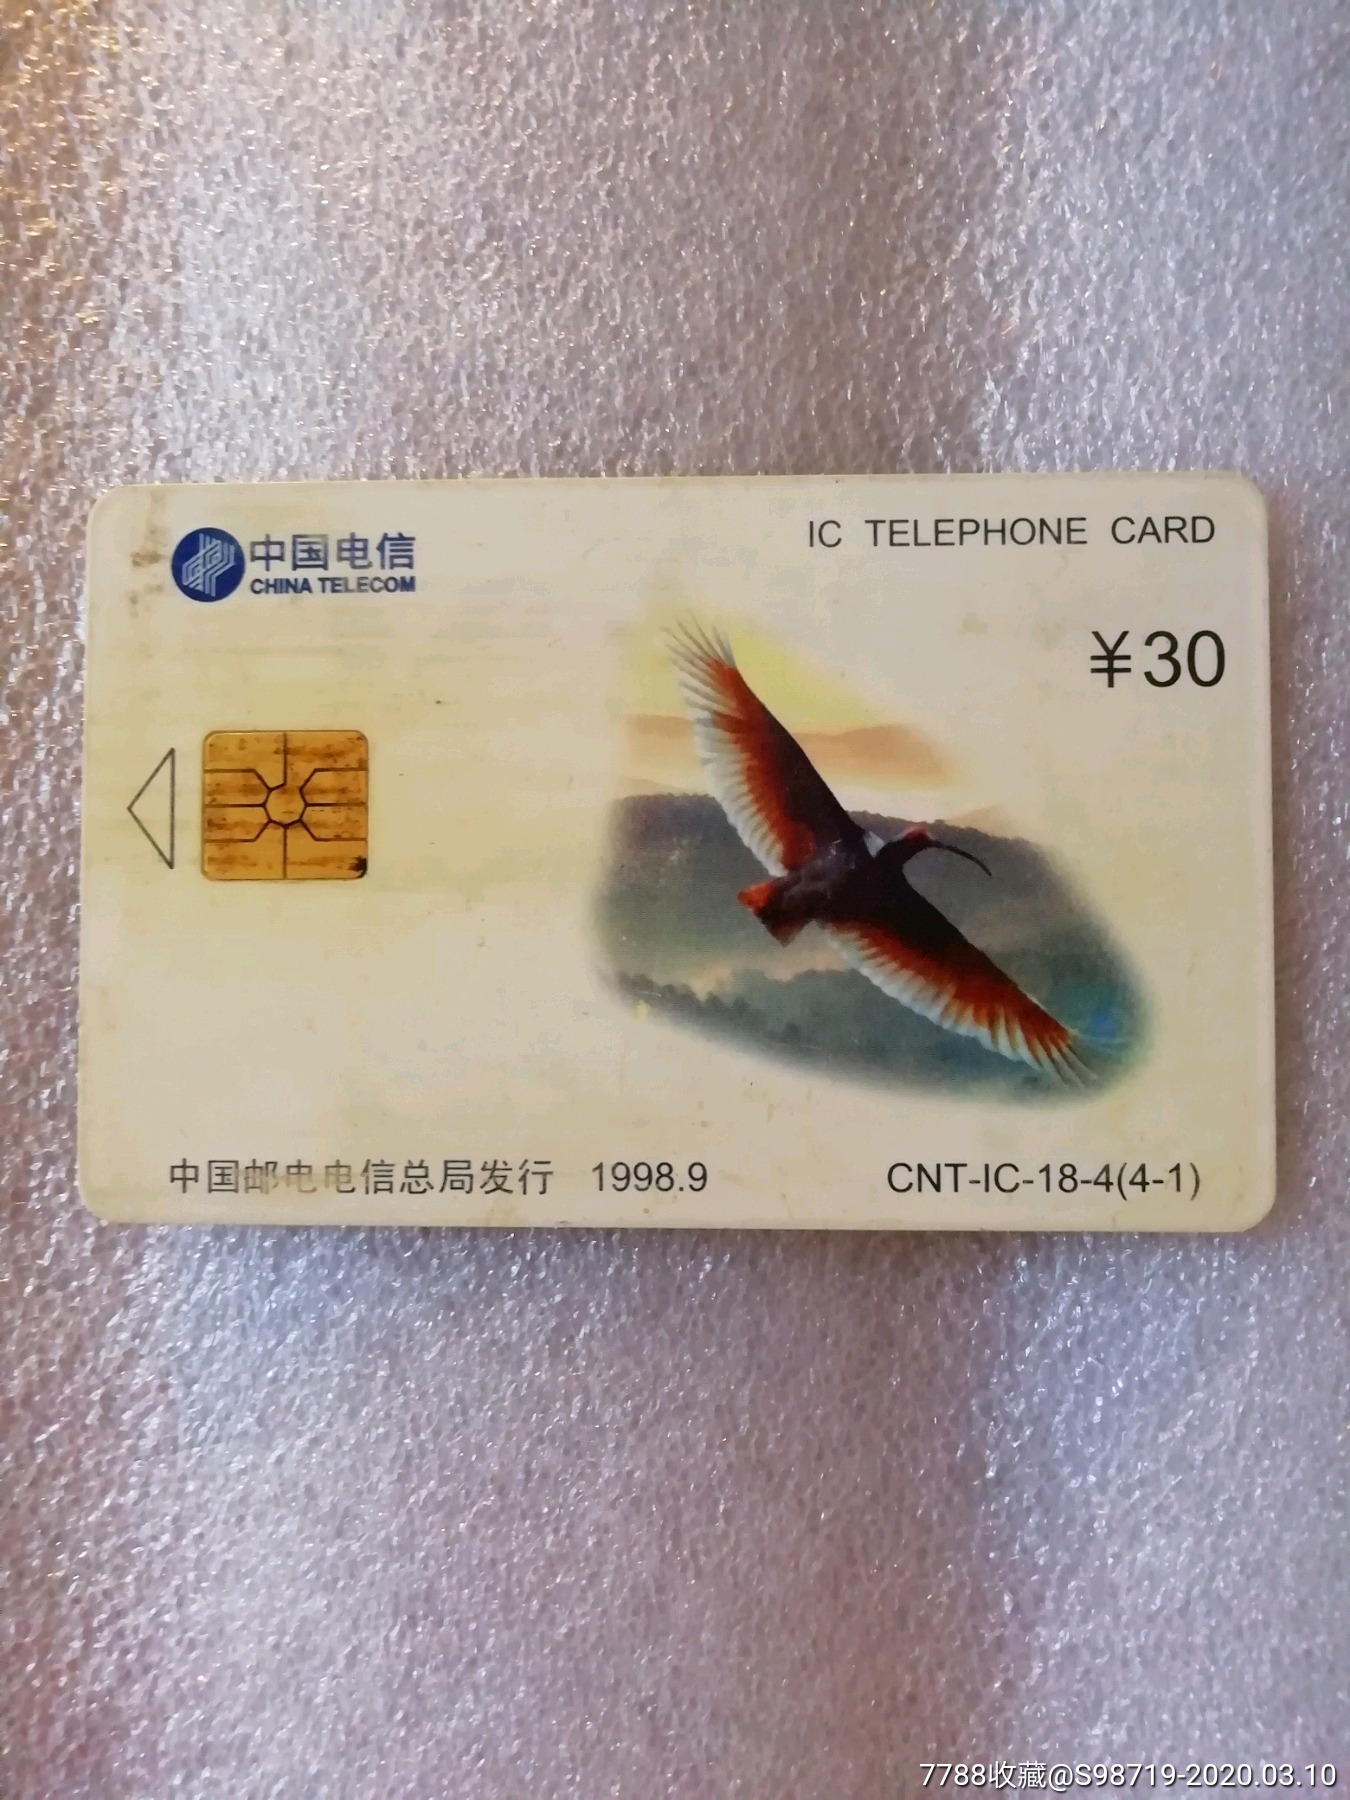 中国电信
CHINA TELECOM
IC TELEPHONE CARD
¥30
中国邮电电信总局发行 1998.9
CNT-IC-18-4(4-1)
7788收藏@S98719-2020.03.10